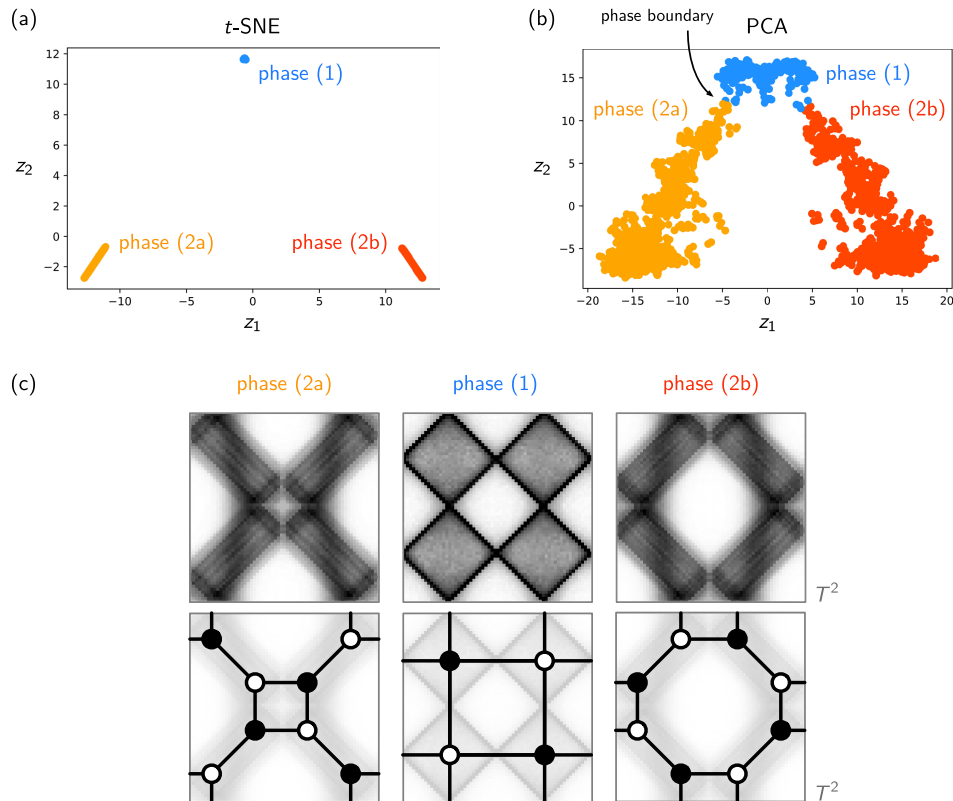 (a)
t-SNE
12
10
8
6
4
2
0
−2
z2
−10
−5
0
5
10
z1
phase (1)
phase (2a)
phase (2b)
(b)
phase boundary
PCA
15
10
5
0
−5
z2
−20
−15
−10
−5
0
5
10
15
20
z1
phase (1)
phase (2a)
phase (2b)
(c)
phase (2a)
phase (1)
phase (2b)
T²
T²